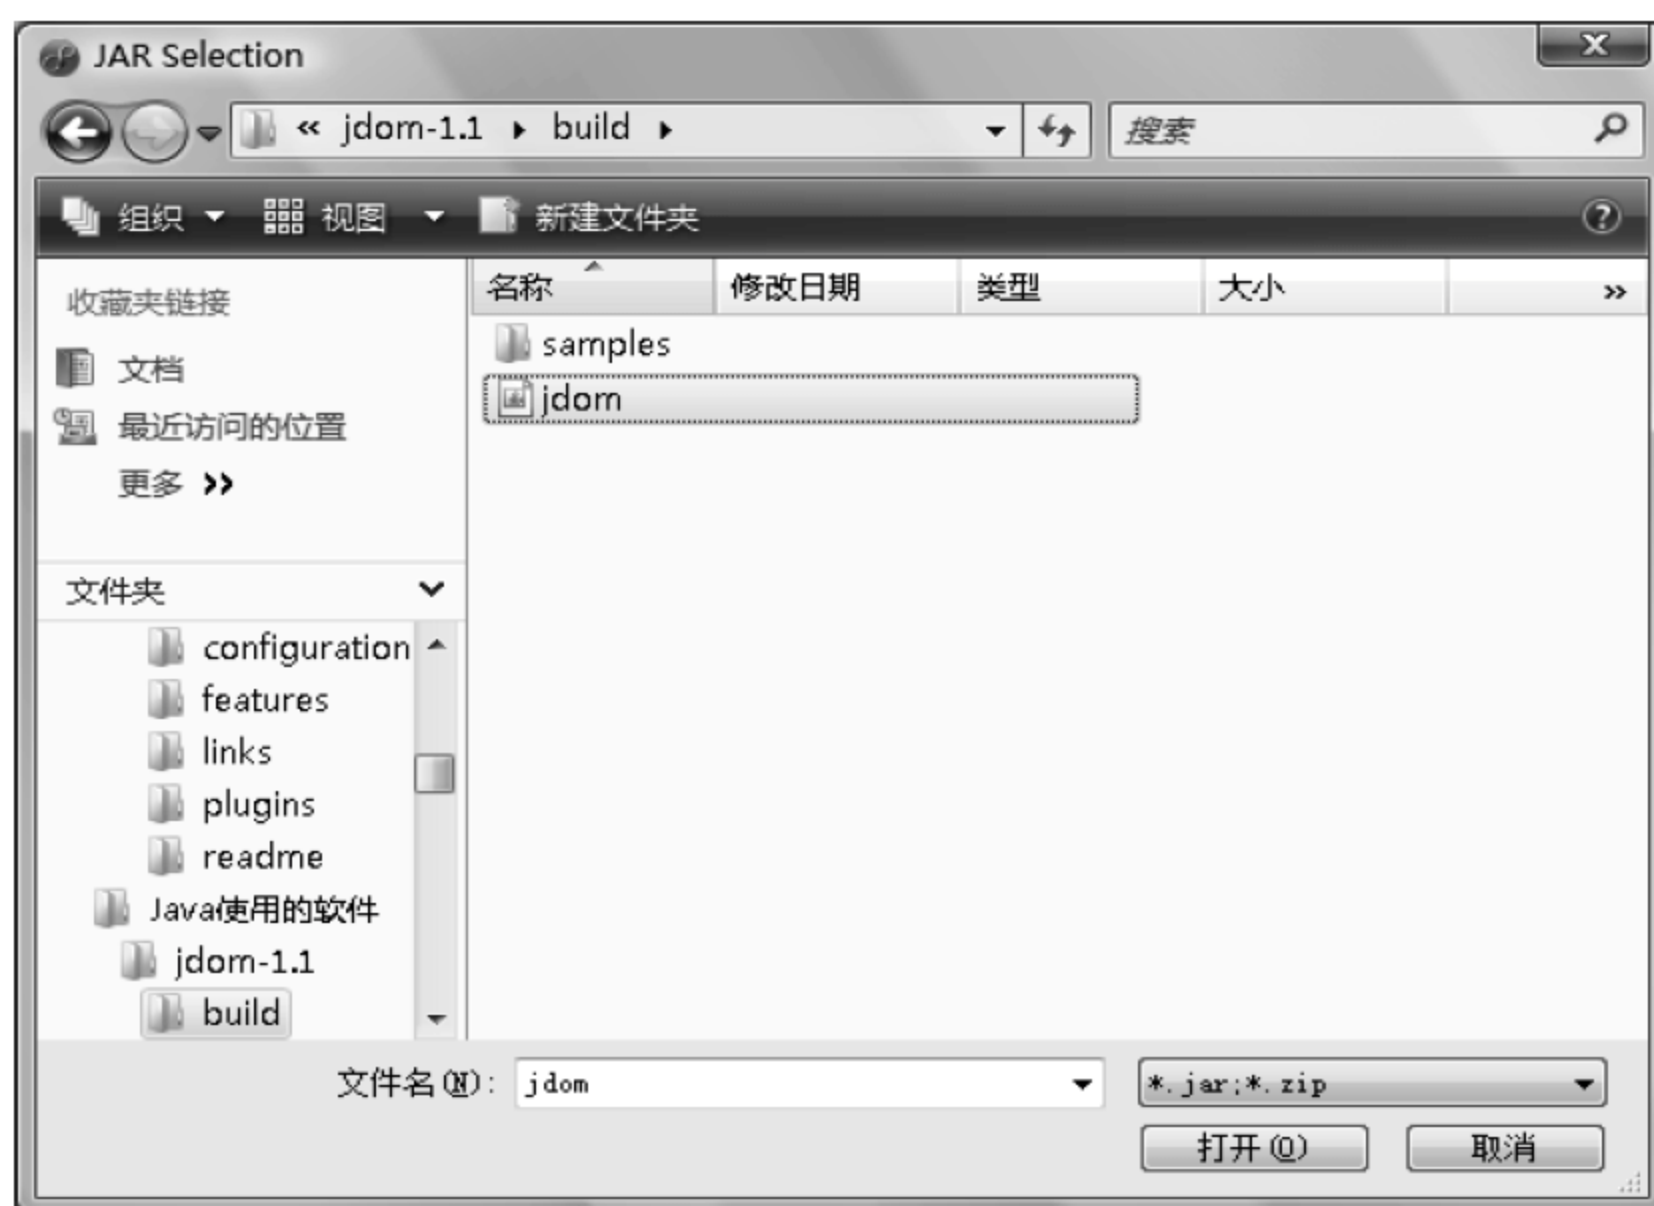 JAR Selection
« jdom-1.1 ▸ build ▸
搜索
组织 视图 新建文件夹
收藏夹链接
文档
最近访问的位置
更多 >>
文件夹
configuration
features
links
plugins
readme
Java使用的软件
jdom-1.1
build
名称 修改日期 类型 大小 »
samples
jdom
文件名(N): jdom
*.jar;*.zip
打开(O) 取消